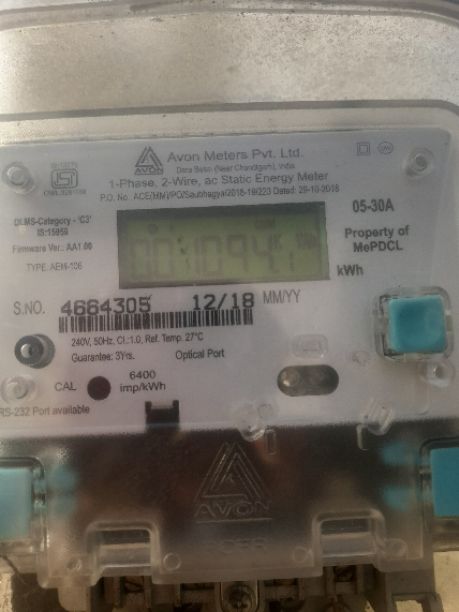 Avon Meters Pvt. Ltd.
AVON
Dera Bassi (Near Chandigarh), India
1-Phase, 2-Wire, ac Static Energy Meter
P.O. No. ACE/MM/PO/Saubhagya/2018-19/223 Dated: 29-10-2018
DLMS-Category - 'C3'
IS:15959
Firmware Ver.: AA1.00
TYPE: AEM-106
05-30A
Property of
MePDCL
kWh
S.NO. 4664305 12/18 MM/YY
240V, 50Hz, Cl.:1.0, Ref. Temp. 27°C
Guarantee: 3Yrs. Optical Port
CAL 6400
imp/kWh
RS-232 Port available
AVON